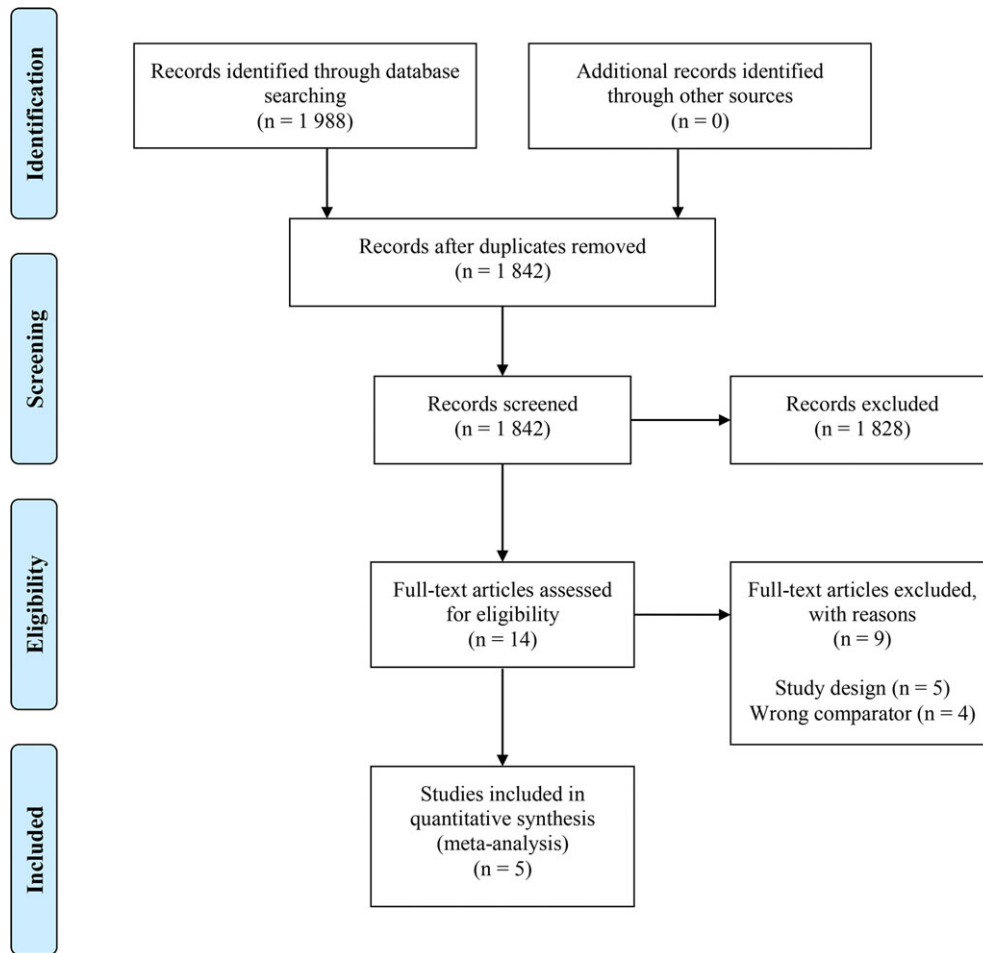 Identification
Records identified through database
searching
(n = 1 988)
Additional records identified
through other sources
(n = 0)
Records after duplicates removed
(n = 1 842)
Screening
Records screened
(n = 1 842)
Records excluded
(n = 1 828)
Eligibility
Full-text articles assessed
for eligibility
(n = 14)
Full-text articles excluded,
with reasons
(n = 9)
Study design (n = 5)
Wrong comparator (n = 4)
Included
Studies included in
quantitative synthesis
(meta-analysis)
(n = 5)